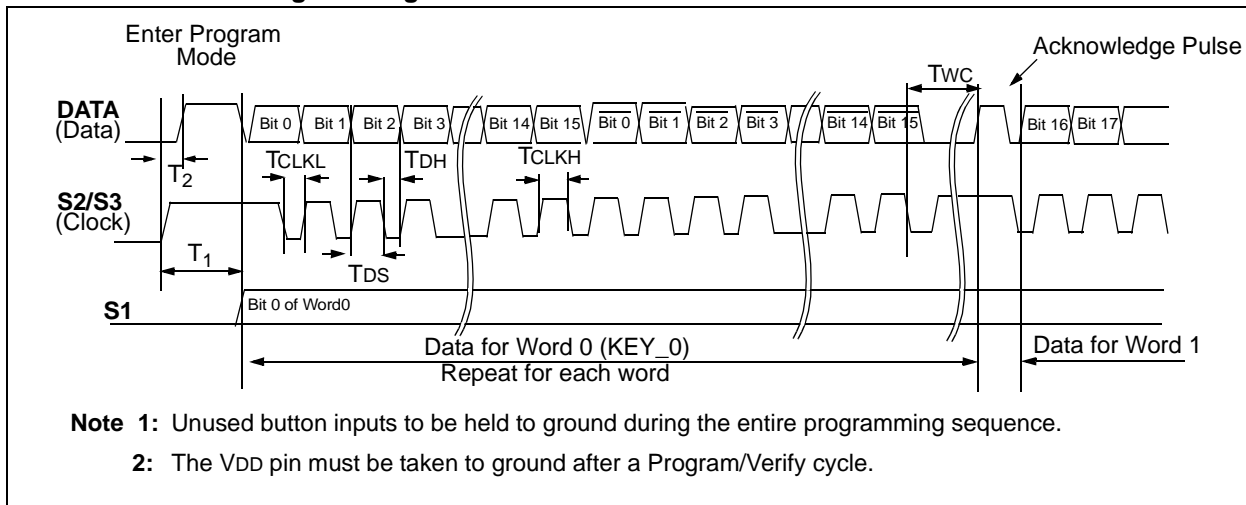 Enter Program
Mode
Acknowledge Pulse
TWC
DATA
(Data)
Bit 0 Bit 1 Bit 2 Bit 3 Bit 14 Bit 15 Bit 0 Bit 1 Bit 2 Bit 3 Bit 14 Bit 15 Bit 16 Bit 17
T2
TCLKL
TDH
TCLKH
S2/S3
(Clock)
T1
TDS
Bit 0 of Word0
S1
Data for Word 0 (KEY_0)
Repeat for each word
Data for Word 1
Note 1: Unused button inputs to be held to ground during the entire programming sequence.
2: The VDD pin must be taken to ground after a Program/Verify cycle.